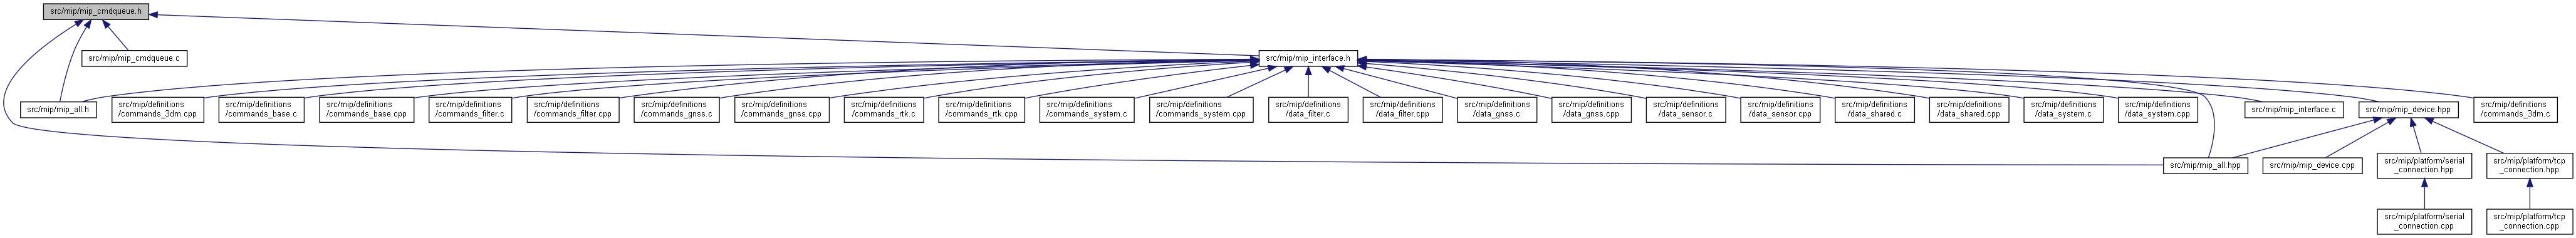 src/mip/mip_cmdqueue.h
src/mip/mip_cmdqueue.c
src/mip/mip_interface.h
src/mip/mip_all.h
src/mip/definitions
/commands_3dm.cpp
src/mip/definitions
/commands_base.c
src/mip/definitions
/commands_base.cpp
src/mip/definitions
/commands_filter.c
src/mip/definitions
/commands_filter.cpp
src/mip/definitions
/commands_gnss.c
src/mip/definitions
/commands_gnss.cpp
src/mip/definitions
/commands_rtk.c
src/mip/definitions
/commands_rtk.cpp
src/mip/definitions
/commands_system.c
src/mip/definitions
/commands_system.cpp
src/mip/definitions
/data_filter.c
src/mip/definitions
/data_filter.cpp
src/mip/definitions
/data_gnss.c
src/mip/definitions
/data_gnss.cpp
src/mip/definitions
/data_sensor.c
src/mip/definitions
/data_sensor.cpp
src/mip/definitions
/data_shared.c
src/mip/definitions
/data_shared.cpp
src/mip/definitions
/data_system.c
src/mip/definitions
/data_system.cpp
src/mip/mip_interface.c
src/mip/mip_device.hpp
src/mip/definitions
/commands_3dm.c
src/mip/mip_all.hpp
src/mip/mip_device.cpp
src/mip/platform/serial
_connection.hpp
src/mip/platform/tcp
_connection.hpp
src/mip/platform/serial
_connection.cpp
src/mip/platform/tcp
_connection.cpp